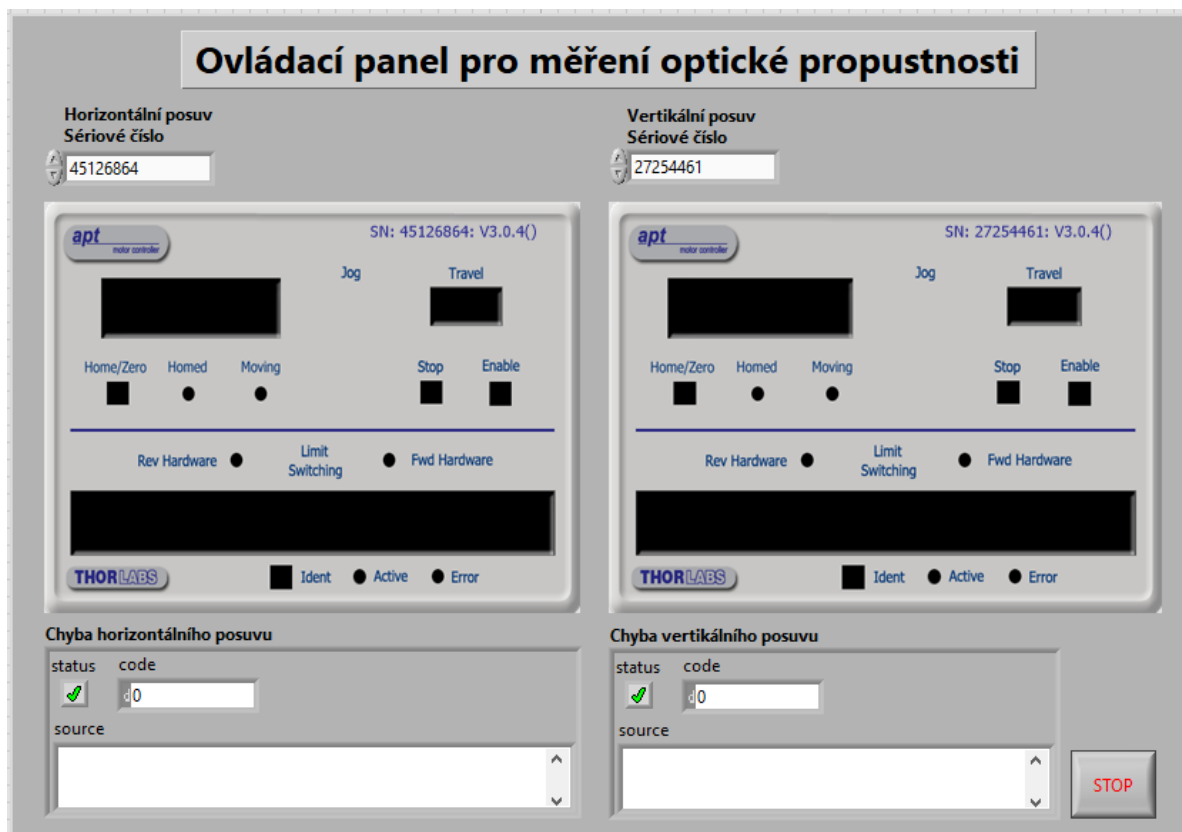 Ovládací panel pro měření optické propustnosti
Horizontální posuv
Sériové číslo
45126864
Vertikální posuv
Sériové číslo
27254461
apt
motor controller
SN: 45126864: V3.0.4()
Jog
Travel
Home/Zero
Homed
Moving
Stop
Enable
Rev Hardware
Limit
Switching
Fwd Hardware
THORLABS
Ident
Active
Error
apt
motor controller
SN: 27254461: V3.0.4()
Jog
Travel
Home/Zero
Homed
Moving
Stop
Enable
Rev Hardware
Limit
Switching
Fwd Hardware
THORLABS
Ident
Active
Error
Chyba horizontálního posuvu
status
code
d0
source
Chyba vertikálního posuvu
status
code
d0
source
STOP